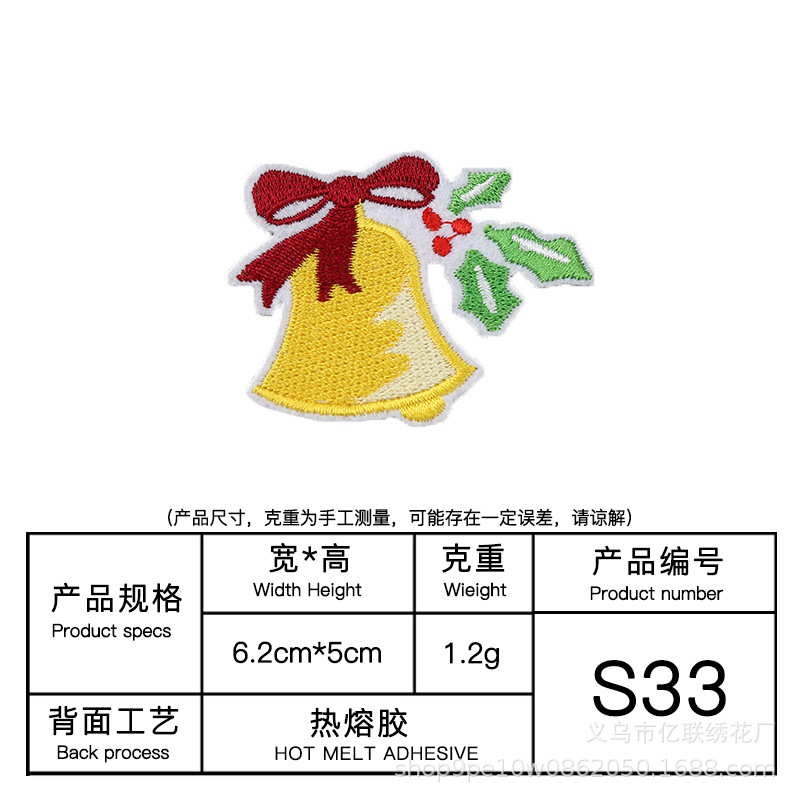 (产品尺寸，克重为手工测量，可能存在一定误差，请谅解)
产品规格
Product specs
宽*高
Width Height
克重
Wieight
产品编号
Product number
6.2cm*5cm
1.2g
S33
背面工艺
Back process
热熔胶
HOT MELT ADHESIVE
义乌市亿联绣花厂
shop9pe10w0862050.1688.com